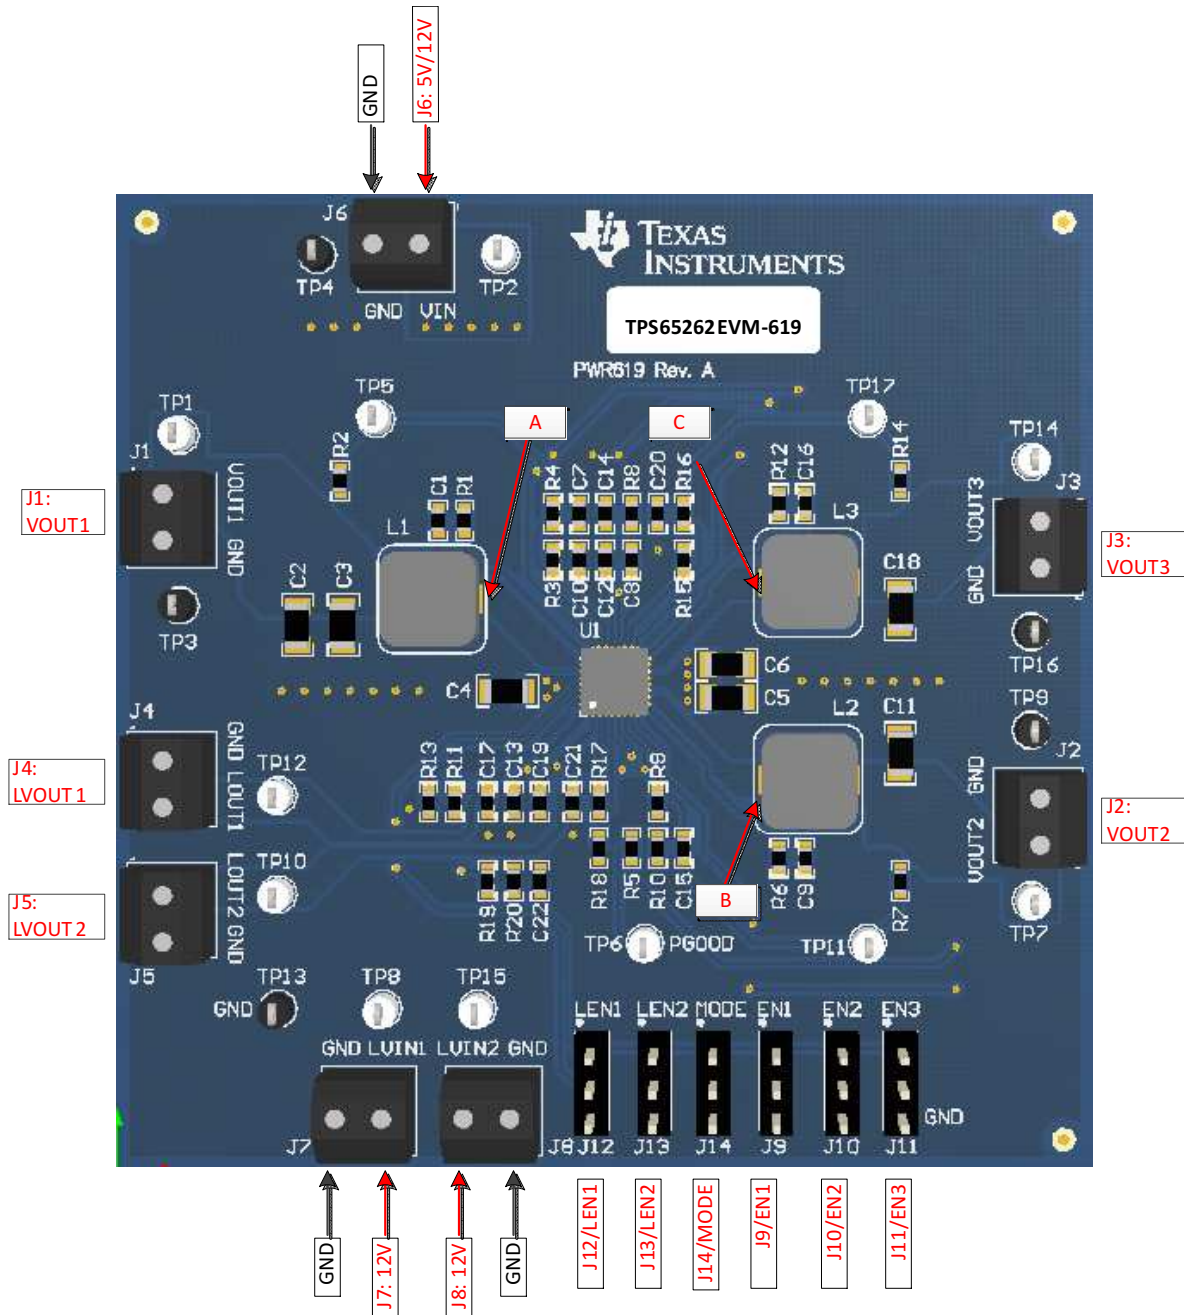 GND
J6: 5V/12V
J6
TP4
TP2
GND VIN
TEXAS
INSTRUMENTS
TPS65262EVM-619
PWR619 Rev. A
TP1
TP5
TP17
TP14
A
C
J1
J1:
VOUT1
VOUT1
GND
TP3
R2
C1
R1
L1
C2
C3
R4
C7
C14
R8
C20
R16
R3
C10
C12
C8
R15
R12
C16
R14
L3
C18
VOUT3
GND
J3
J3:
VOUT3
TP16
U1
C4
C6
C5
L2
C11
TP9
J2
GND
VOUT2
J2:
VOUT2
TP7
J4
J4:
LVOUT1
GND
LOUT1
TP12
TP10
LOUT2
GND
J5:
LVOUT2
J5
R13
R11
C17
C13
C19
C21
R17
R9
R18
R5
R10
C15
R19
R20
C22
B
R6
C9
R7
TP6
PGOOD
TP11
TP13
GND
TP8
TP15
GND LVIN1
LVIN2 GND
J7
J8
LEN1
LEN2
MODE
EN1
EN2
EN3
GND
J12
J13
J14
J9
J10
J11
GND
J7: 12V
J8: 12V
GND
J12/LEN1
J13/LEN2
J14/MODE
J9/EN1
J10/EN2
J11/EN3